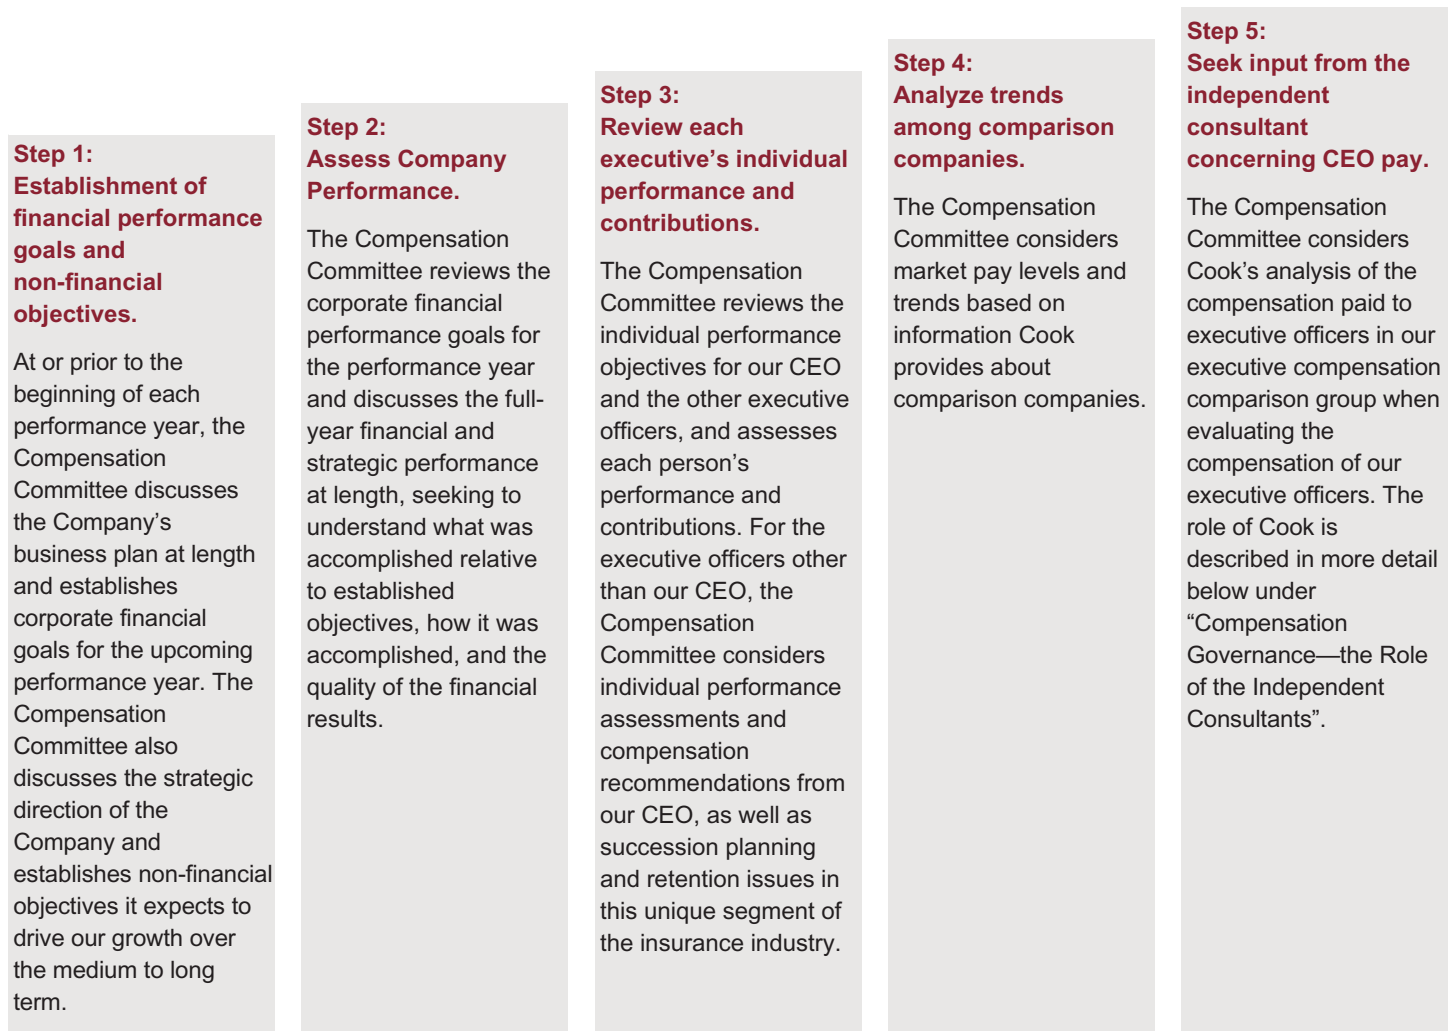 Step 1:
Establishment of
financial performance
goals and
non-financial
objectives.
At or prior to the
beginning of each
performance year, the
Compensation
Committee discusses
the Company’s
business plan at length
and establishes
corporate financial
goals for the upcoming
performance year. The
Compensation
Committee also
discusses the strategic
direction of the
Company and
establishes non-financial
objectives it expects to
drive our growth over
the medium to long
term.
Step 2:
Assess Company
Performance.
The Compensation
Committee reviews the
corporate financial
performance goals for
the performance year
and discusses the full-
year financial and
strategic performance
at length, seeking to
understand what was
accomplished relative
to established
objectives, how it was
accomplished, and the
quality of the financial
results.
Step 3:
Review each
executive’s individual
performance and
contributions.
The Compensation
Committee reviews the
individual performance
objectives for our CEO
and the other executive
officers, and assesses
each person’s
performance and
contributions. For the
executive officers other
than our CEO, the
Compensation
Committee considers
individual performance
assessments and
compensation
recommendations from
our CEO, as well as
succession planning
and retention issues in
this unique segment of
the insurance industry.
Step 4:
Analyze trends
among comparison
companies.
The Compensation
Committee considers
market pay levels and
trends based on
information Cook
provides about
comparison companies.
Step 5:
Seek input from the
independent
consultant
concerning CEO pay.
The Compensation
Committee considers
Cook’s analysis of the
compensation paid to
executive officers in our
executive compensation
comparison group when
evaluating the
compensation of our
executive officers. The
role of Cook is
described in more detail
below under
“Compensation
Governance—the Role
of the Independent
Consultants”.